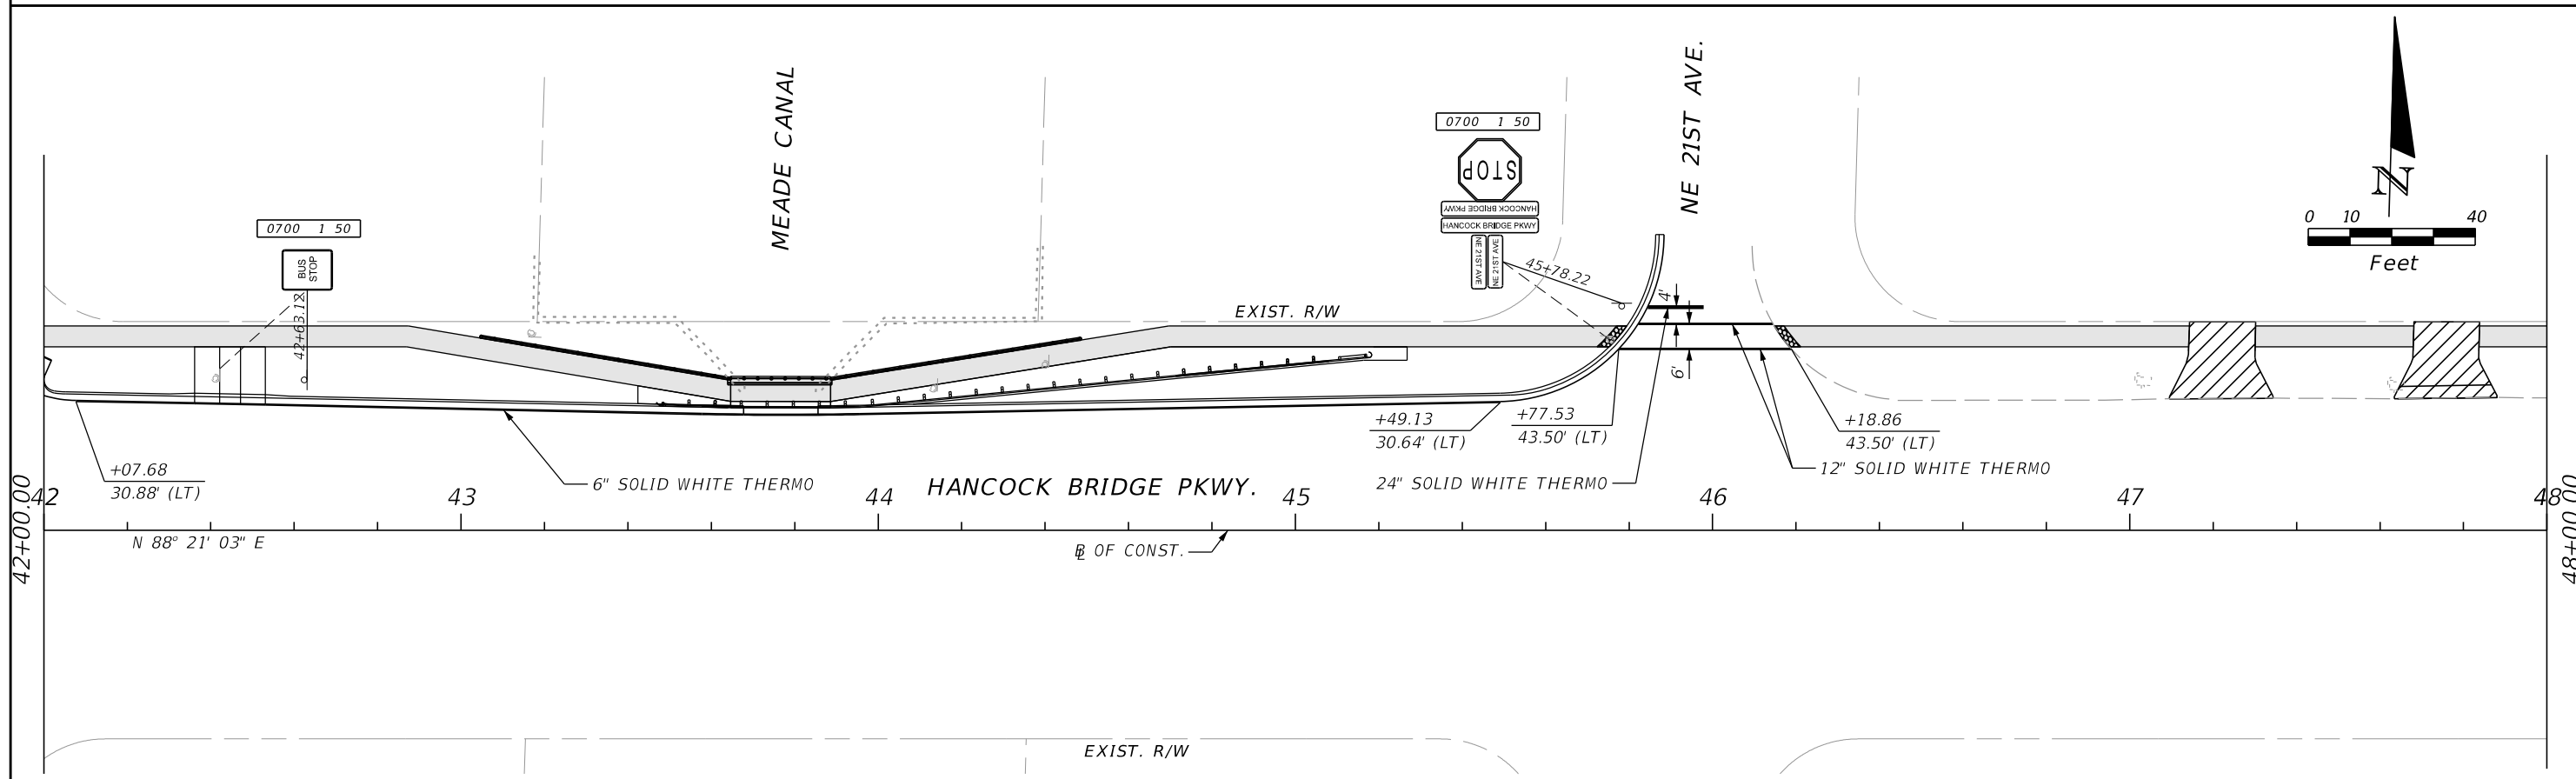 MEADE CANAL
NE 21ST AVE.
0700 1 50
STOP
HANCOCK BRIDGE PKWY
HANCOCK BRIDGE PKWY
NE 21ST AVE
NE 21ST AVE
45+78.22
N
0 10 40
Feet
0700 1 50
BUS
STOP
42+63.12
EXIST. R/W
4'
6'
+07.68
30.88' (LT)
6" SOLID WHITE THERMO
+49.13
30.64' (LT)
+77.53
43.50' (LT)
+18.86
43.50' (LT)
24" SOLID WHITE THERMO
12" SOLID WHITE THERMO
HANCOCK BRIDGE PKWY.
42 43 44 45 46 47 48
42+00.00
48+00.00
N 88° 21' 03" E
BL OF CONST.
EXIST. R/W